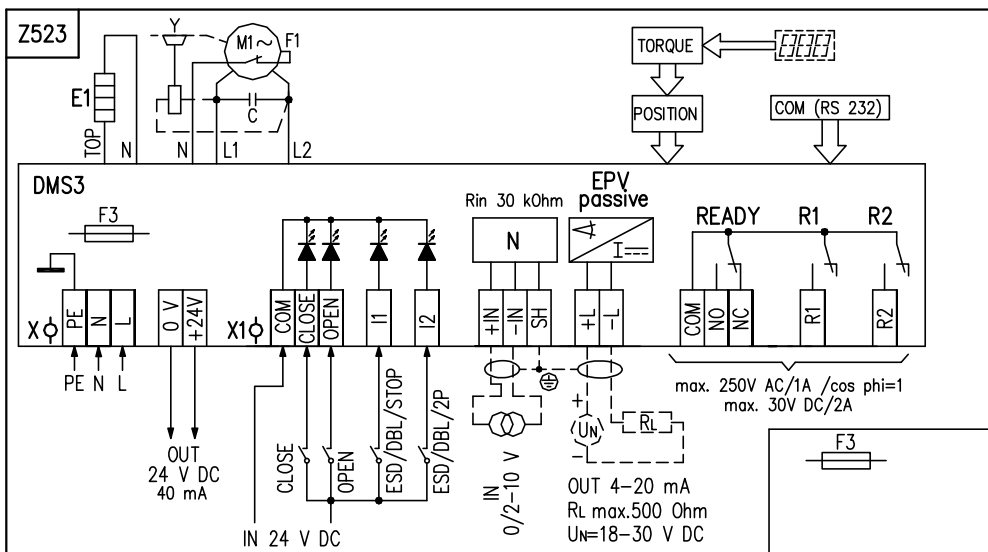 Z523
Y
M1 ~
F1
E1
C
TOP
N
N
L1
L2
TORQUE
POSITION
COM (RS 232)
DMS3
F3
Rin 30 kOhm
N
EPV
passive
I
READY
R1
R2
X
PE
N
L
0 V
+24V
X1
COM
CLOSE
OPEN
I1
I2
+IN
-IN
SH
+L
-L
COM
NO
NC
R1
R2
PE N L
OUT
24 V DC
40 mA
CLOSE
OPEN
ESD/DBL/STOP
ESD/DBL/2P
IN 24 V DC
IN
0/2-10 V
+
UN
-
RL
OUT 4-20 mA
RL max.500 Ohm
UN=18-30 V DC
max. 250V AC/1A /cos phi=1
max. 30V DC/2A
F3